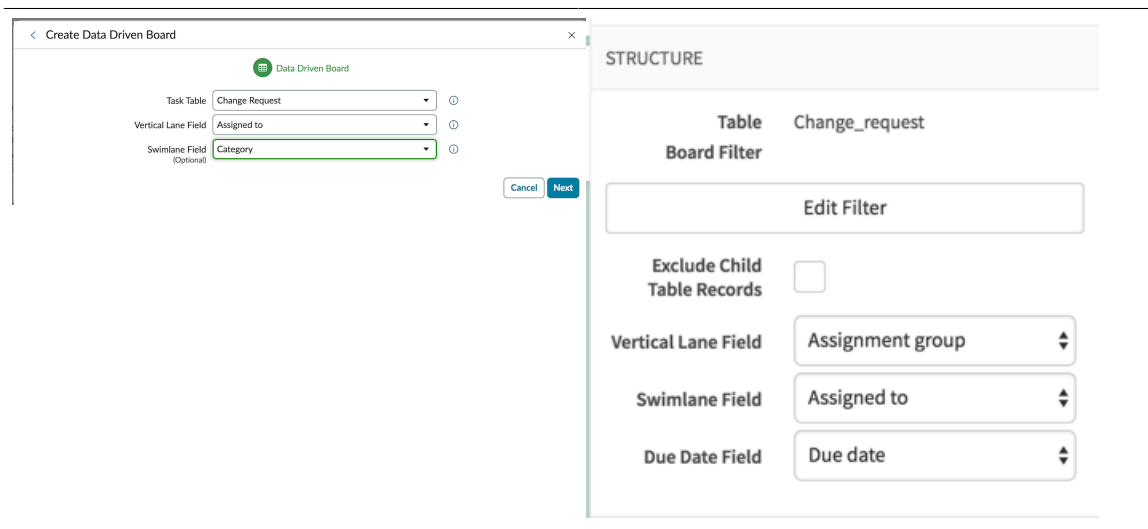 Create Data Driven Board
Data Driven Board
Task Table Change Request
Vertical Lane Field Assigned to
Swimlane Field Category
(Optional)
Cancel Next
STRUCTURE
Table Change_request
Board Filter
Edit Filter
Exclude Child
Table Records
Vertical Lane Field Assignment group
Swimlane Field Assigned to
Due Date Field Due date